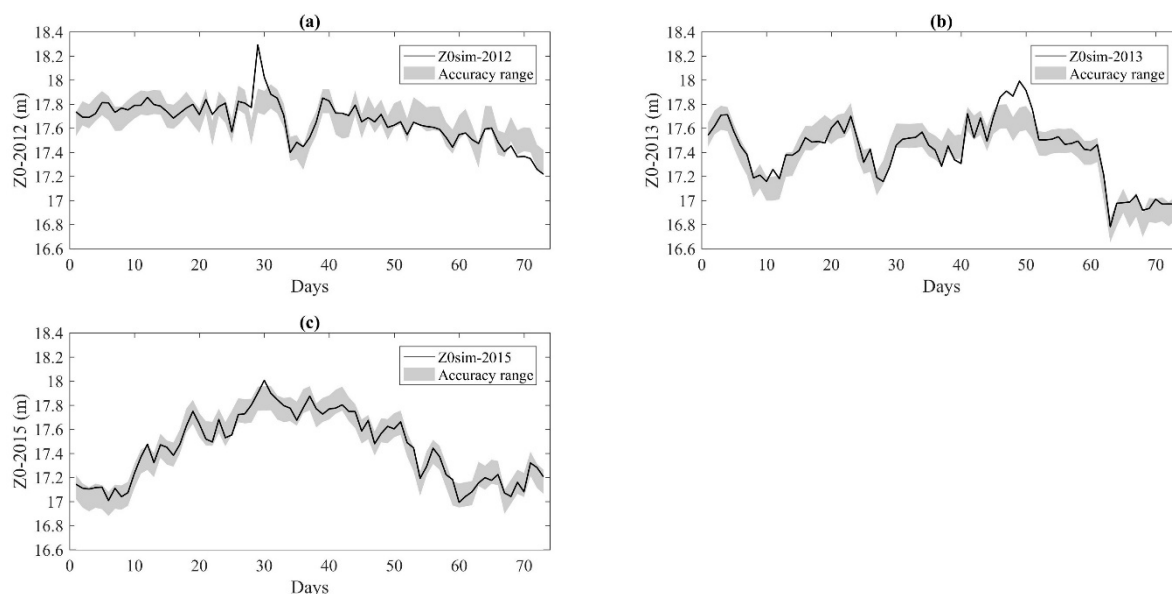 (a)
18.4
18.2
18
17.8
17.6
17.4
17.2
17
16.8
16.6
Z0-2012 (m)
Z0sim-2012
Accuracy range
0 10 20 30 40 50 60 70
Days
(b)
18.4
18.2
18
17.8
17.6
17.4
17.2
17
16.8
16.6
Z0-2013 (m)
Z0sim-2013
Accuracy range
0 10 20 30 40 50 60 70
Days
(c)
18.4
18.2
18
17.8
17.6
17.4
17.2
17
16.8
16.6
Z0-2015 (m)
Z0sim-2015
Accuracy range
0 10 20 30 40 50 60 70
Days